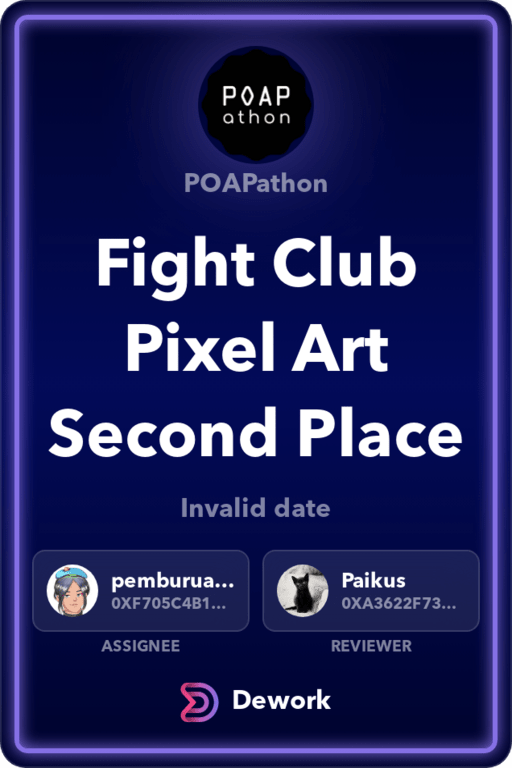 POAP
athon
POAPathon
Fight Club
Pixel Art
Second Place
Invalid date
pemburua...
0XF705C4B1...
ASSIGNEE
Paikus
0XA3622F73...
REVIEWER
Dework